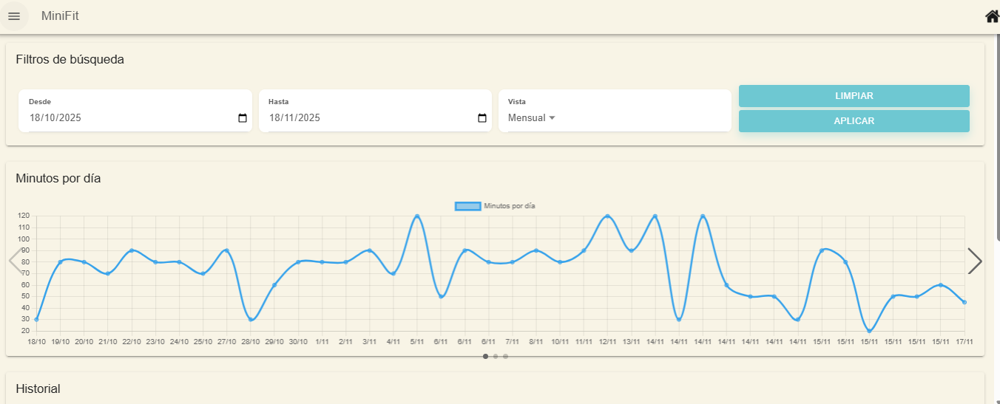 MiniFit
Filtros de búsqueda
Desde
18/10/2025
Hasta
18/11/2025
Vista
Mensual
LIMPIAR
APLICAR
Minutos por día
Minutos por día
120
110
100
90
80
70
60
50
40
30
20
18/10 19/10 20/10 21/10 22/10 23/10 24/10 25/10 27/10 28/10 29/10 30/10 1/11 2/11 3/11 4/11 5/11 6/11 6/11 6/11 7/11 8/11 10/11 11/11 12/11 13/11 14/11 14/11 14/11 14/11 14/11 14/11 14/11 15/11 15/11 15/11 15/11 15/11 15/11 17/11
Historial